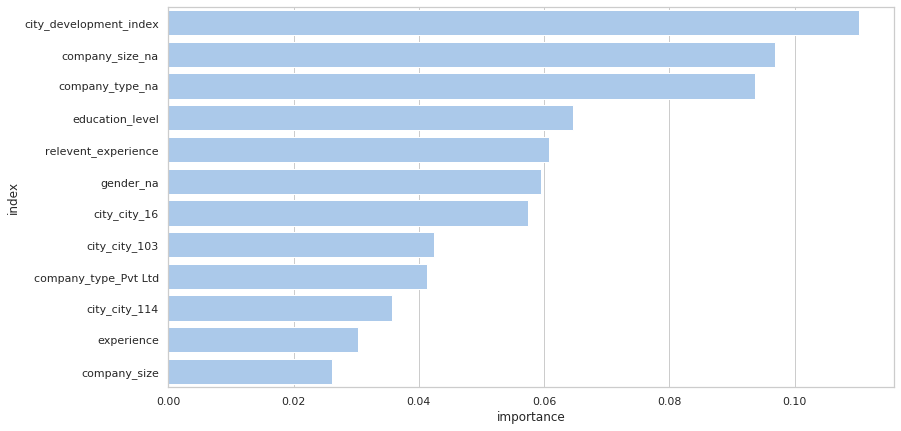 city_development_index
company_size_na
company_type_na
education_level
relevent_experience
gender_na
city_city_16
city_city_103
company_type_Pvt Ltd
city_city_114
experience
company_size
index
0.00 0.02 0.04 0.06 0.08 0.10
importance